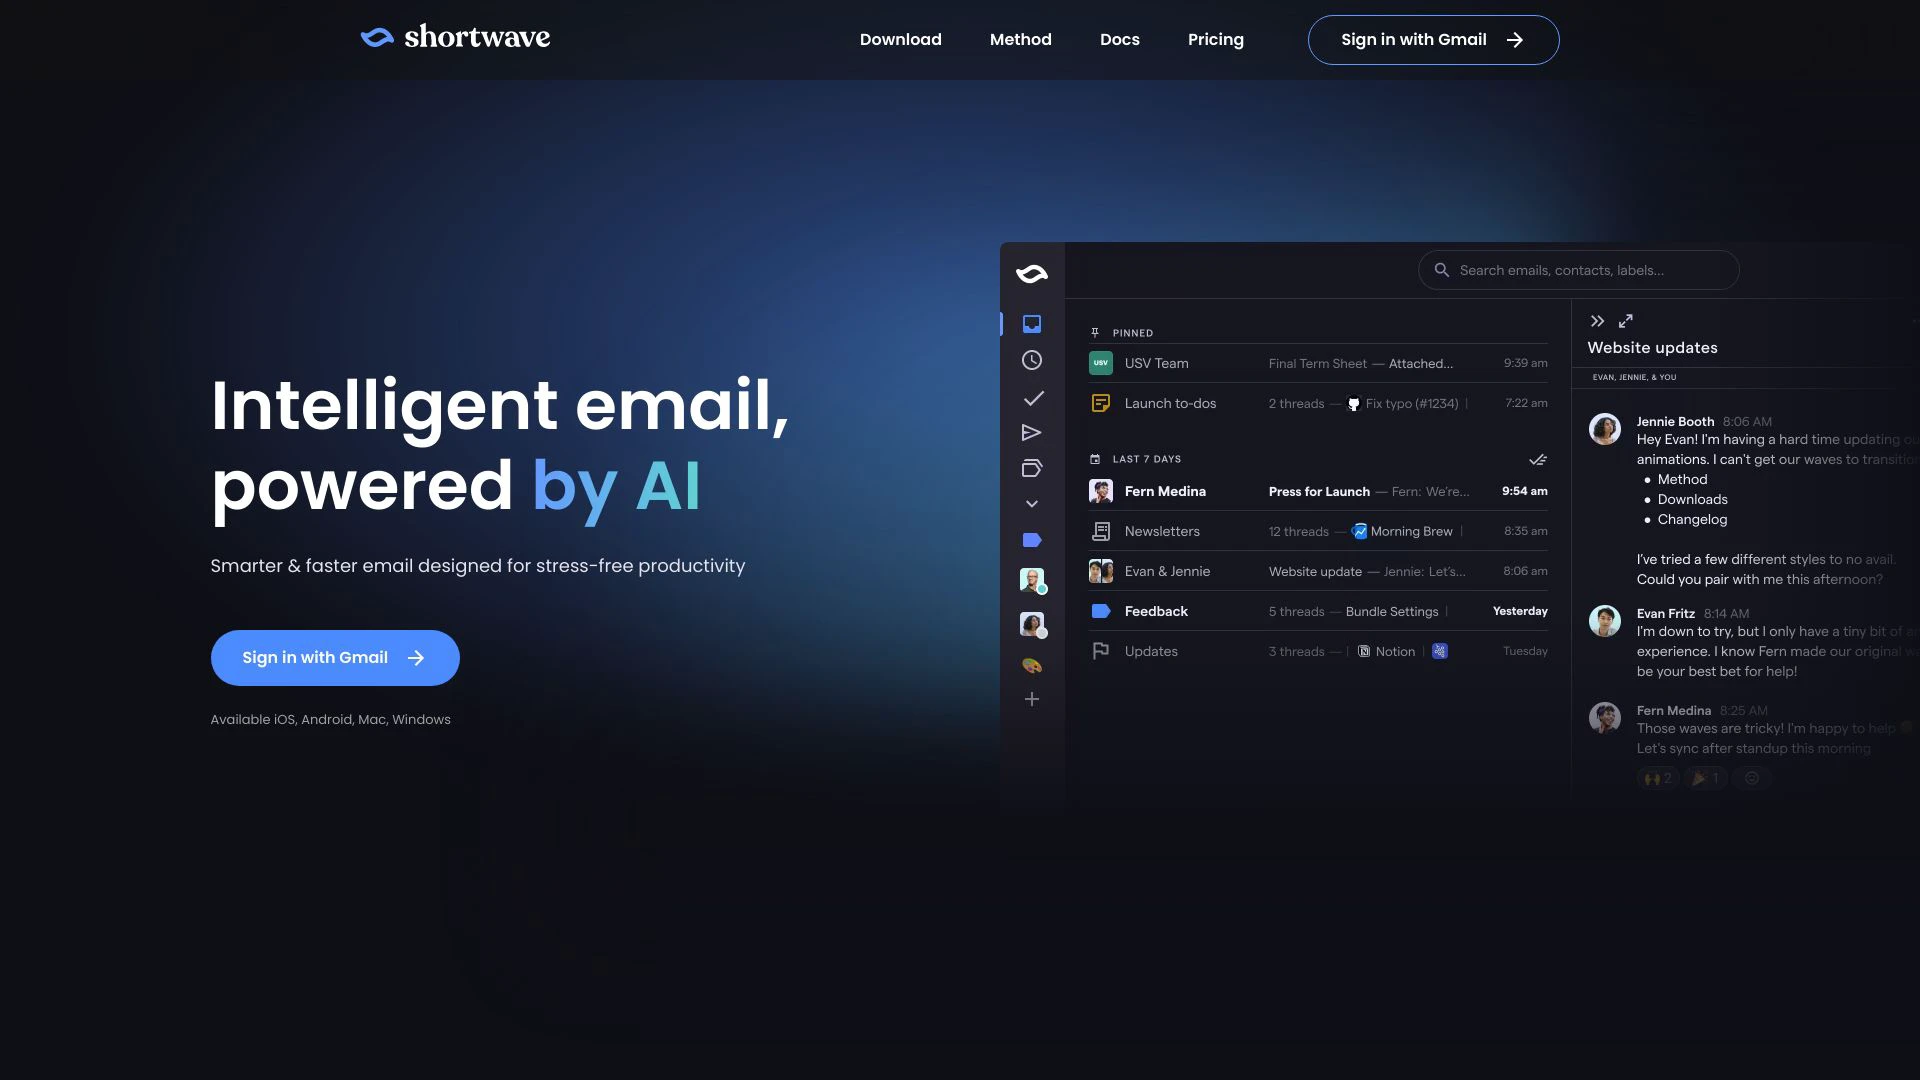 shortwave
Download
Method
Docs
Pricing
Sign in with Gmail
Intelligent email,
powered by AI
Smarter & faster email designed for stress-free productivity
Sign in with Gmail
Available iOS, Android, Mac, Windows
Search emails, contacts, labels...
PINNED
USV
USV Team Final Term Sheet — Attached... 9:39 am
Launch to-dos 2 threads — Fix typo (#1234) | 7:22 am
LAST 7 DAYS
Fern Medina Press for Launch — Fern: We're... 9:54 am
Newsletters 12 threads — Morning Brew | 8:35 am
Evan & Jennie Website update — Jennie: Let's... 8:06 am
Feedback 5 threads — Bundle Settings | Yesterday
Updates 3 threads — | Notion | Tuesday
Website updates
EVAN, JENNIE, & YOU
Jennie Booth 8:06 AM
Hey Evan! I'm having a hard time updating
animations. I can't get our waves to transition
• Method
• Downloads
• Changelog
I've tried a few different styles to no avail.
Could you pair with me this afternoon?
Evan Fritz 8:14 AM
I'm down to try, but I only have a tiny bit of
experience. I know Fern made our original
be your best bet for help!
Fern Medina 8:25 AM
Those waves are tricky! I'm happy to help
Let's sync after standup this morning
2 1